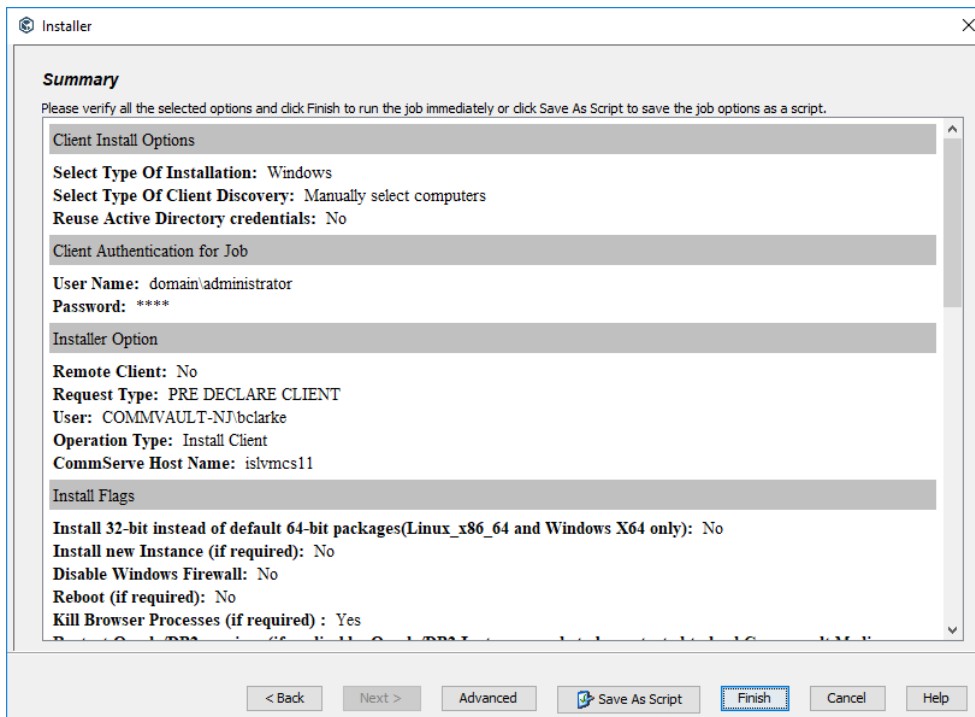 Installer
Summary
Please verify all the selected options and click Finish to run the job immediately or click Save As Script to save the job options as a script.
Client Install Options
Select Type Of Installation: Windows
Select Type Of Client Discovery: Manually select computers
Reuse Active Directory credentials: No
Client Authentication for Job
User Name: domain\administrator
Password: ****
Installer Option
Remote Client: No
Request Type: PRE DECLARE CLIENT
User: COMMVAULT-NJ\bclarke
Operation Type: Install Client
CommServe Host Name: islvmcs11
Install Flags
Install 32-bit instead of default 64-bit packages(Linux_x86_64 and Windows X64 only): No
Install new Instance (if required): No
Disable Windows Firewall: No
Reboot (if required): No
Kill Browser Processes (if required) : Yes
< Back
Next >
Advanced
Save As Script
Finish
Cancel
Help